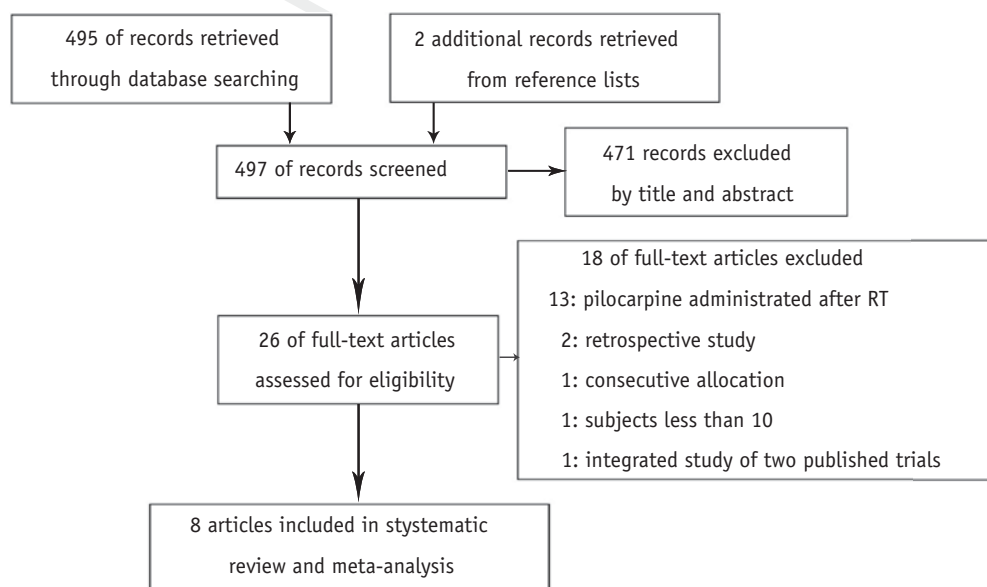 495 of records retrieved
through database searching
2 additional records retrieved
from reference lists
497 of records screened
471 records excluded
by title and abstract
18 of full-text articles excluded
13: pilocarpine administrated after RT
2: retrospective study
1: consecutive allocation
1: subjects less than 10
1: integrated study of two published trials
26 of full-text articles
assessed for eligibility
8 articles included in stystematic
review and meta-analysis